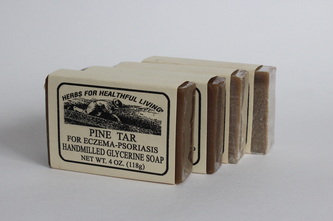 HERBS FOR HEALTHFUL LIVING
PINE TAR
FOR ECZEMA-PSORIASIS
HANDMILLED GLYCERINE SOAP
NET WT. 4 OZ. (118g)